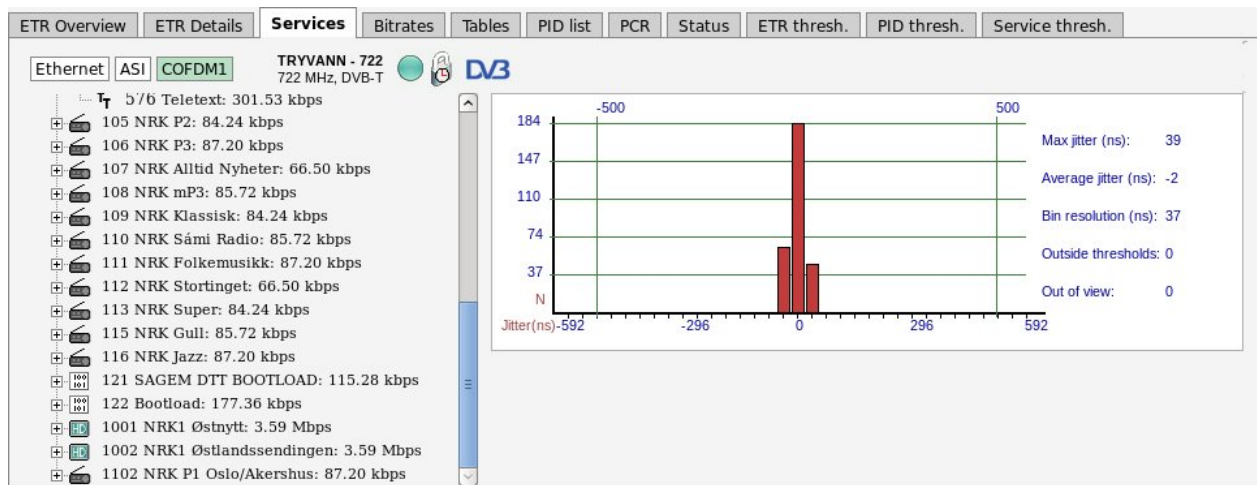 ETR Overview ETR Details Services Bitrates Tables PID list PCR Status ETR thresh. PID thresh. Service thresh.
Ethernet ASI COFDM1 TRYVANN - 722
722 MHz, DVB-T
DVB
576 Teletext: 301.53 kbps
105 NRK P2: 84.24 kbps
106 NRK P3: 87.20 kbps
107 NRK Alltid Nyheter: 66.50 kbps
108 NRK mP3: 85.72 kbps
109 NRK Klassisk: 84.24 kbps
110 NRK Sámi Radio: 85.72 kbps
111 NRK Folkemusikk: 87.20 kbps
112 NRK Stortinget: 66.50 kbps
113 NRK Super: 84.24 kbps
115 NRK Gull: 85.72 kbps
116 NRK Jazz: 87.20 kbps
121 SAGEM DTT BOOTLOAD: 115.28 kbps
122 Bootload: 177.36 kbps
1001 NRK1 Østnytt: 3.59 Mbps
1002 NRK1 Østlandssendingen: 3.59 Mbps
1102 NRK P1 Oslo/Akershus: 87.20 kbps
-500 500
184
147
110
74
37
N
Jitter(ns) -592 -296 0 296 592
Max jitter (ns): 39
Average jitter (ns): -2
Bin resolution (ns): 37
Outside thresholds: 0
Out of view: 0